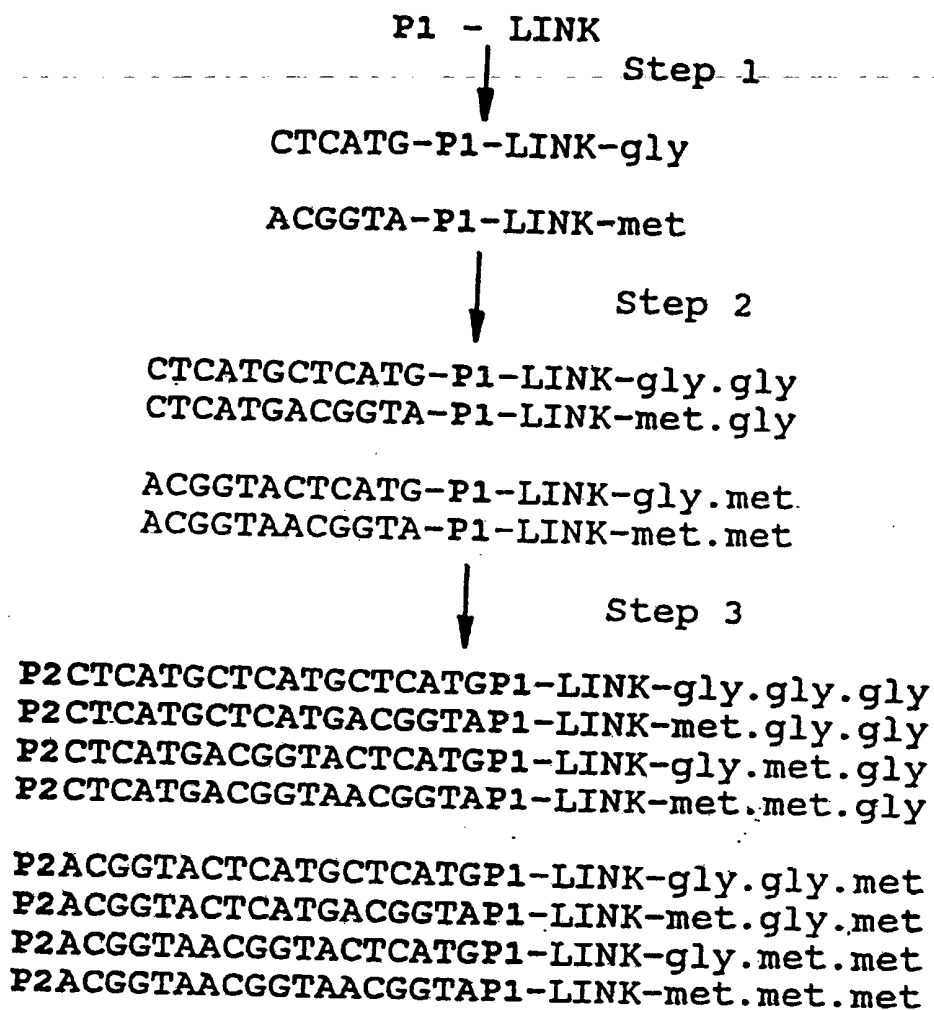 P1 - LINK
Step 1
CTCATG-P1-LINK-gly
ACGGTA-P1-LINK-met
Step 2
CTCATGCTCATG-P1-LINK-gly.gly
CTCATGACGGTA-P1-LINK-met.gly
ACGGTACTCATG-P1-LINK-gly.met
ACGGTAACGGTA-P1-LINK-met.met
Step 3
P2CTCATGCTCATGCTCATGP1-LINK-gly.gly.gly
P2CTCATGCTCATGACGGTAP1-LINK-met.gly.gly
P2CTCATGACGGTACTCATGP1-LINK-gly.met.gly
P2CTCATGACGGTAACGGTAP1-LINK-met.met.gly
P2ACGGTACTCATGCTCATGP1-LINK-gly.gly.met
P2ACGGTACTCATGACGGTAP1-LINK-met.gly.met
P2ACGGTAACGGTACTCATGP1-LINK-gly.met.met
P2ACGGTAACGGTAACGGTAP1-LINK-met.met.met